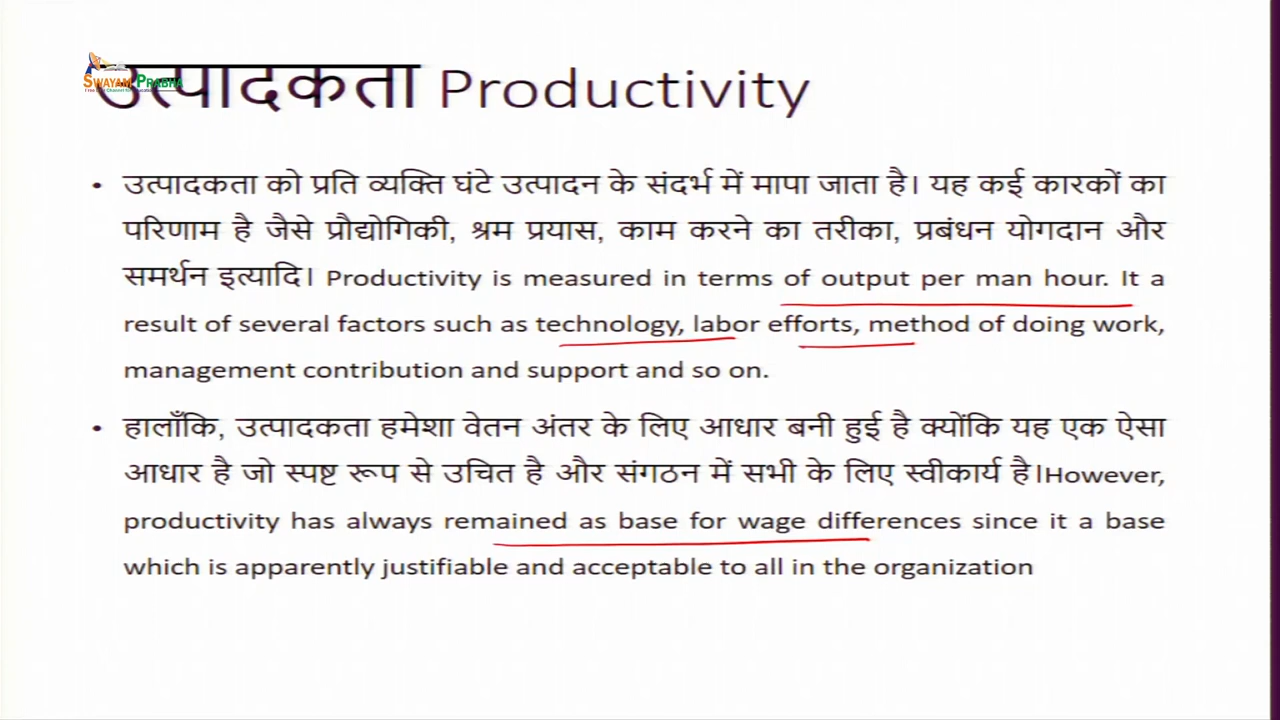 SWAYAM PRABHA
उत्पादकता Productivity
• उत्पादकता को प्रति व्यक्ति घंटे उत्पादन के संदर्भ में मापा जाता है। यह कई कारकों का
परिणाम है जैसे प्रौद्योगिकी, श्रम प्रयास, काम करने का तरीका, प्रबंधन योगदान और
समर्थन इत्यादि। Productivity is measured in terms of output per man hour. It a
result of several factors such as technology, labor efforts, method of doing work,
management contribution and support and so on.
• हालाँकि, उत्पादकता हमेशा वेतन अंतर के लिए आधार बनी हुई है क्योंकि यह एक ऐसा
आधार है जो स्पष्ट रूप से उचित है और संगठन में सभी के लिए स्वीकार्य है।However,
productivity has always remained as base for wage differences since it a base
which is apparently justifiable and acceptable to all in the organization